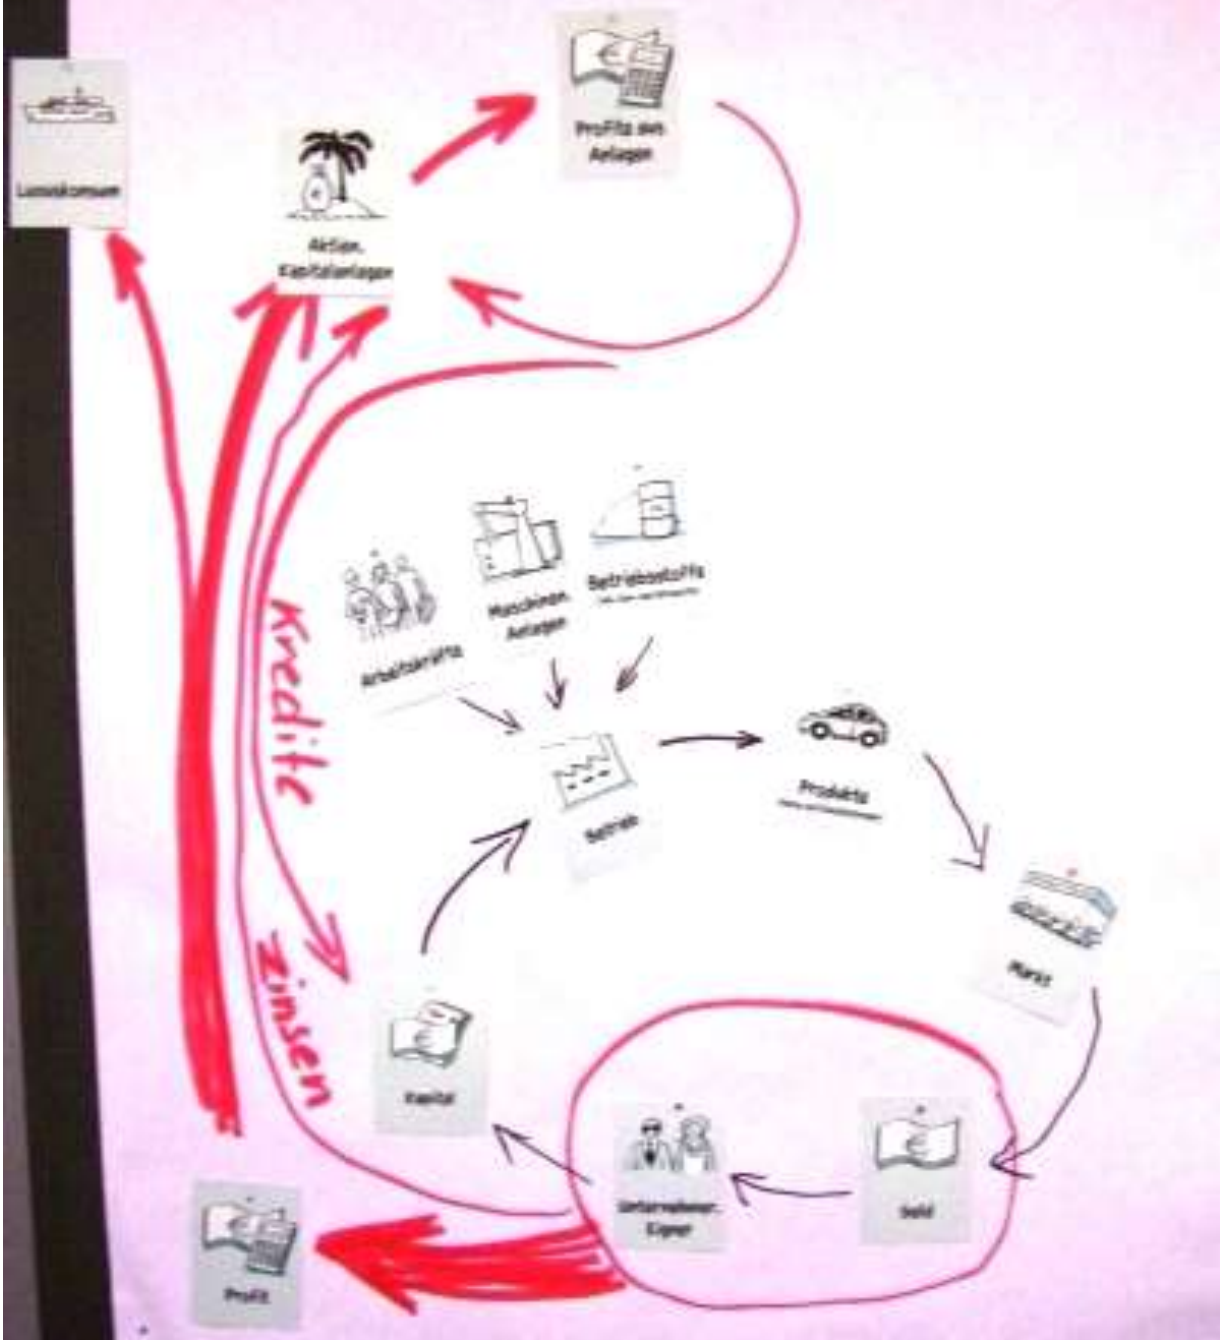 Profite aus
Anlagen
Luxuskonsum
Aktien,
Kapitalanlagen
Betriebsstoffe
Maschinen
Anlagen
Arbeitskräfte
Kredite
Produkte
Betrieb
Markt
Zinsen
Kapital
Unternehmer,
Eigner
Geld
Profit